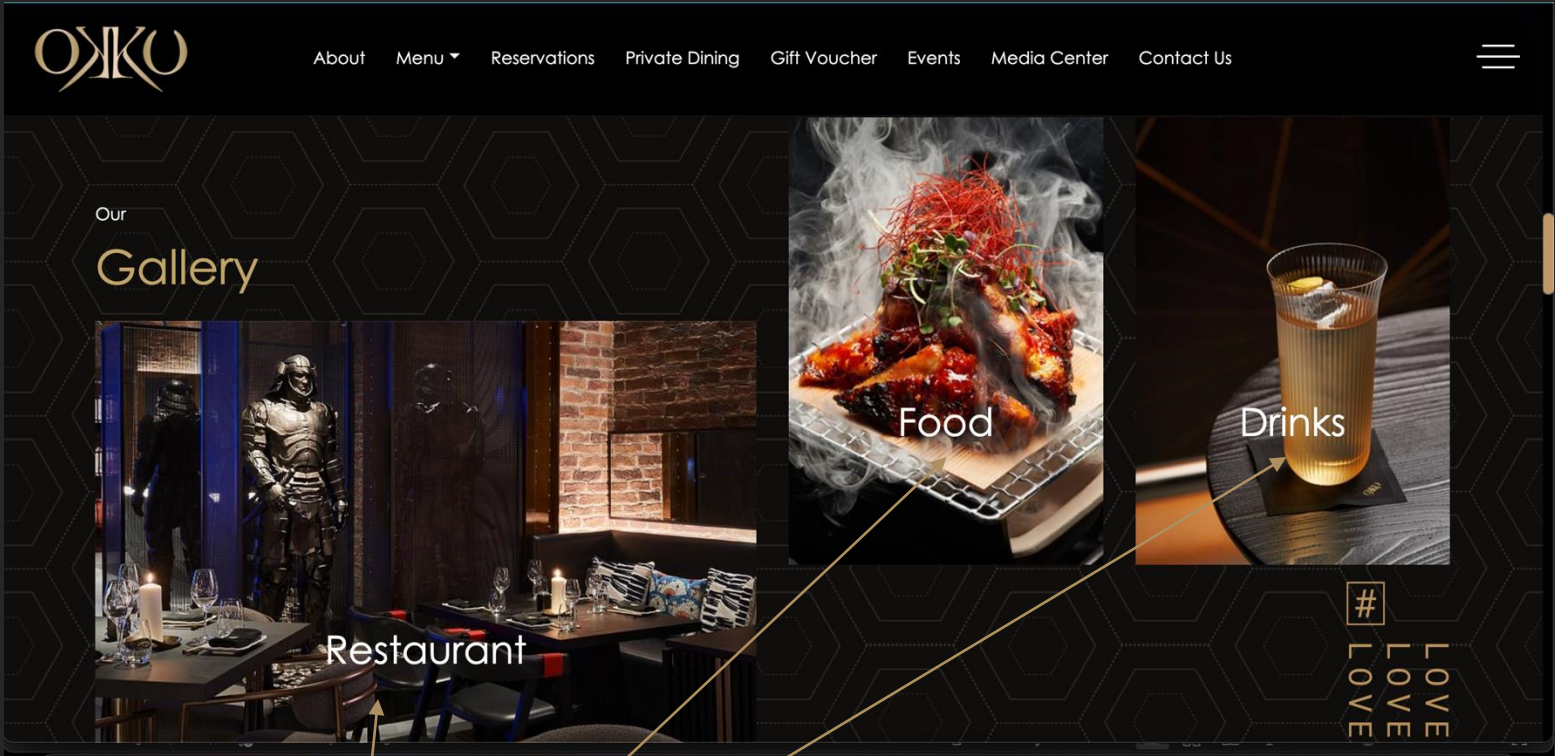 OKKU
About
Menu
Reservations
Private Dining
Gift Voucher
Events
Media Center
Contact Us
Our
Gallery
Food
Drinks
Restaurant
#
LOVE
LOVE
LOVE